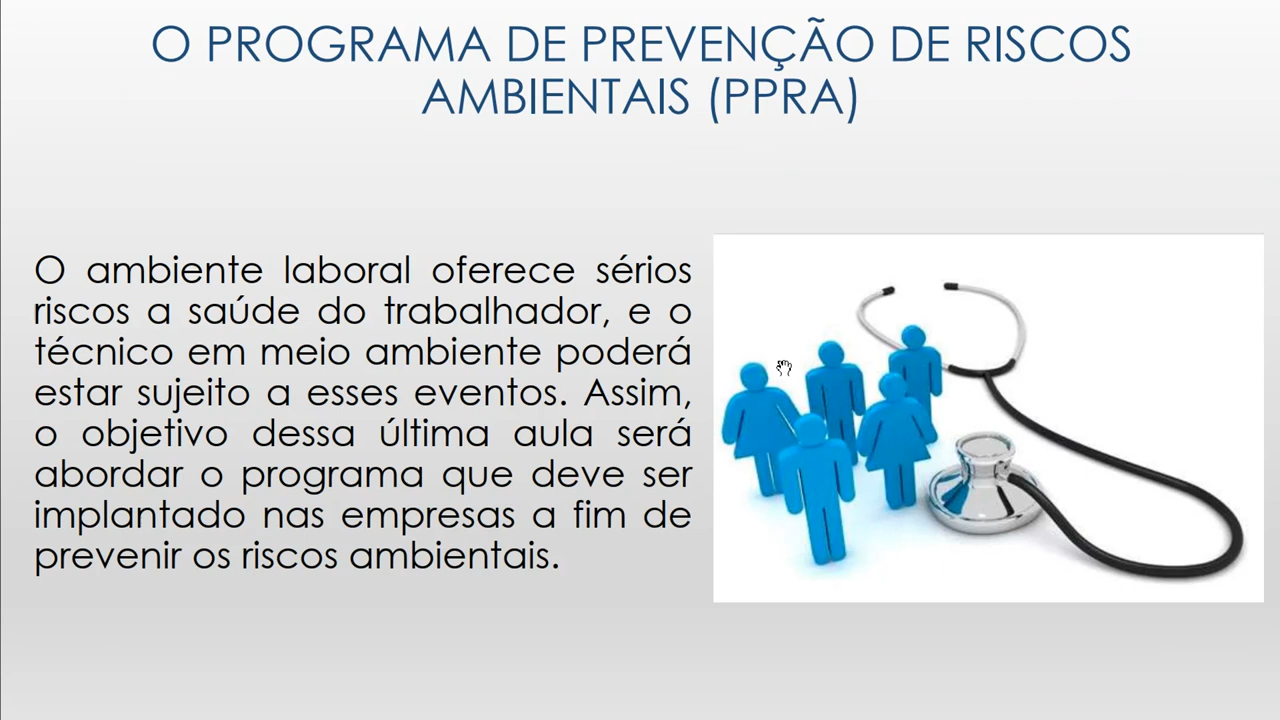 O PROGRAMA DE PREVENÇÃO DE RISCOS
AMBIENTAIS (PPRA)
O ambiente laboral oferece sérios
riscos a saúde do trabalhador, e o
técnico em meio ambiente poderá
estar sujeito a esses eventos. Assim,
o objetivo dessa última aula será
abordar o programa que deve ser
implantado nas empresas a fim de
prevenir os riscos ambientais.